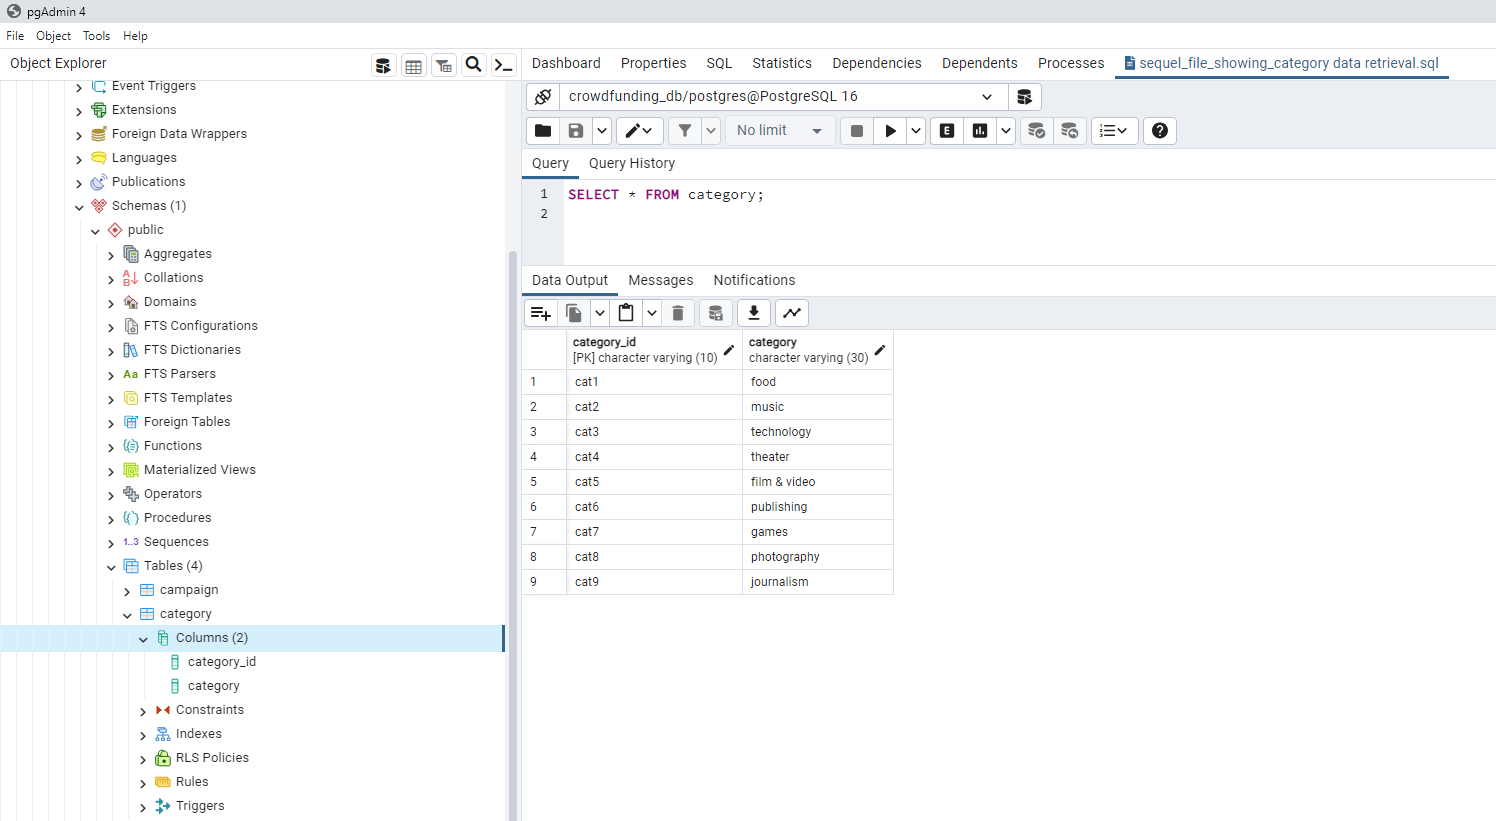 pgAdmin 4
File Object Tools Help
Object Explorer
Event Triggers
Extensions
Foreign Data Wrappers
Languages
Publications
Schemas (1)
public
Aggregates
Collations
Domains
FTS Configurations
FTS Dictionaries
Aa FTS Parsers
FTS Templates
Foreign Tables
Functions
Materialized Views
Operators
Procedures
1..3 Sequences
Tables (4)
campaign
category
Columns (2)
category_id
category
Constraints
Indexes
RLS Policies
Rules
Triggers
Dashboard Properties SQL Statistics Dependencies Dependents Processes sequel_file_showing_category data retrieval.sql
crowdfunding_db/postgres@PostgreSQL 16
No limit
E
Query Query History
1 SELECT * FROM category;
2
Data Output Messages Notifications
category_id category
[PK] character varying (10) character varying (30)
1 cat1 food
2 cat2 music
3 cat3 technology
4 cat4 theater
5 cat5 film & video
6 cat6 publishing
7 cat7 games
8 cat8 photography
9 cat9 journalism